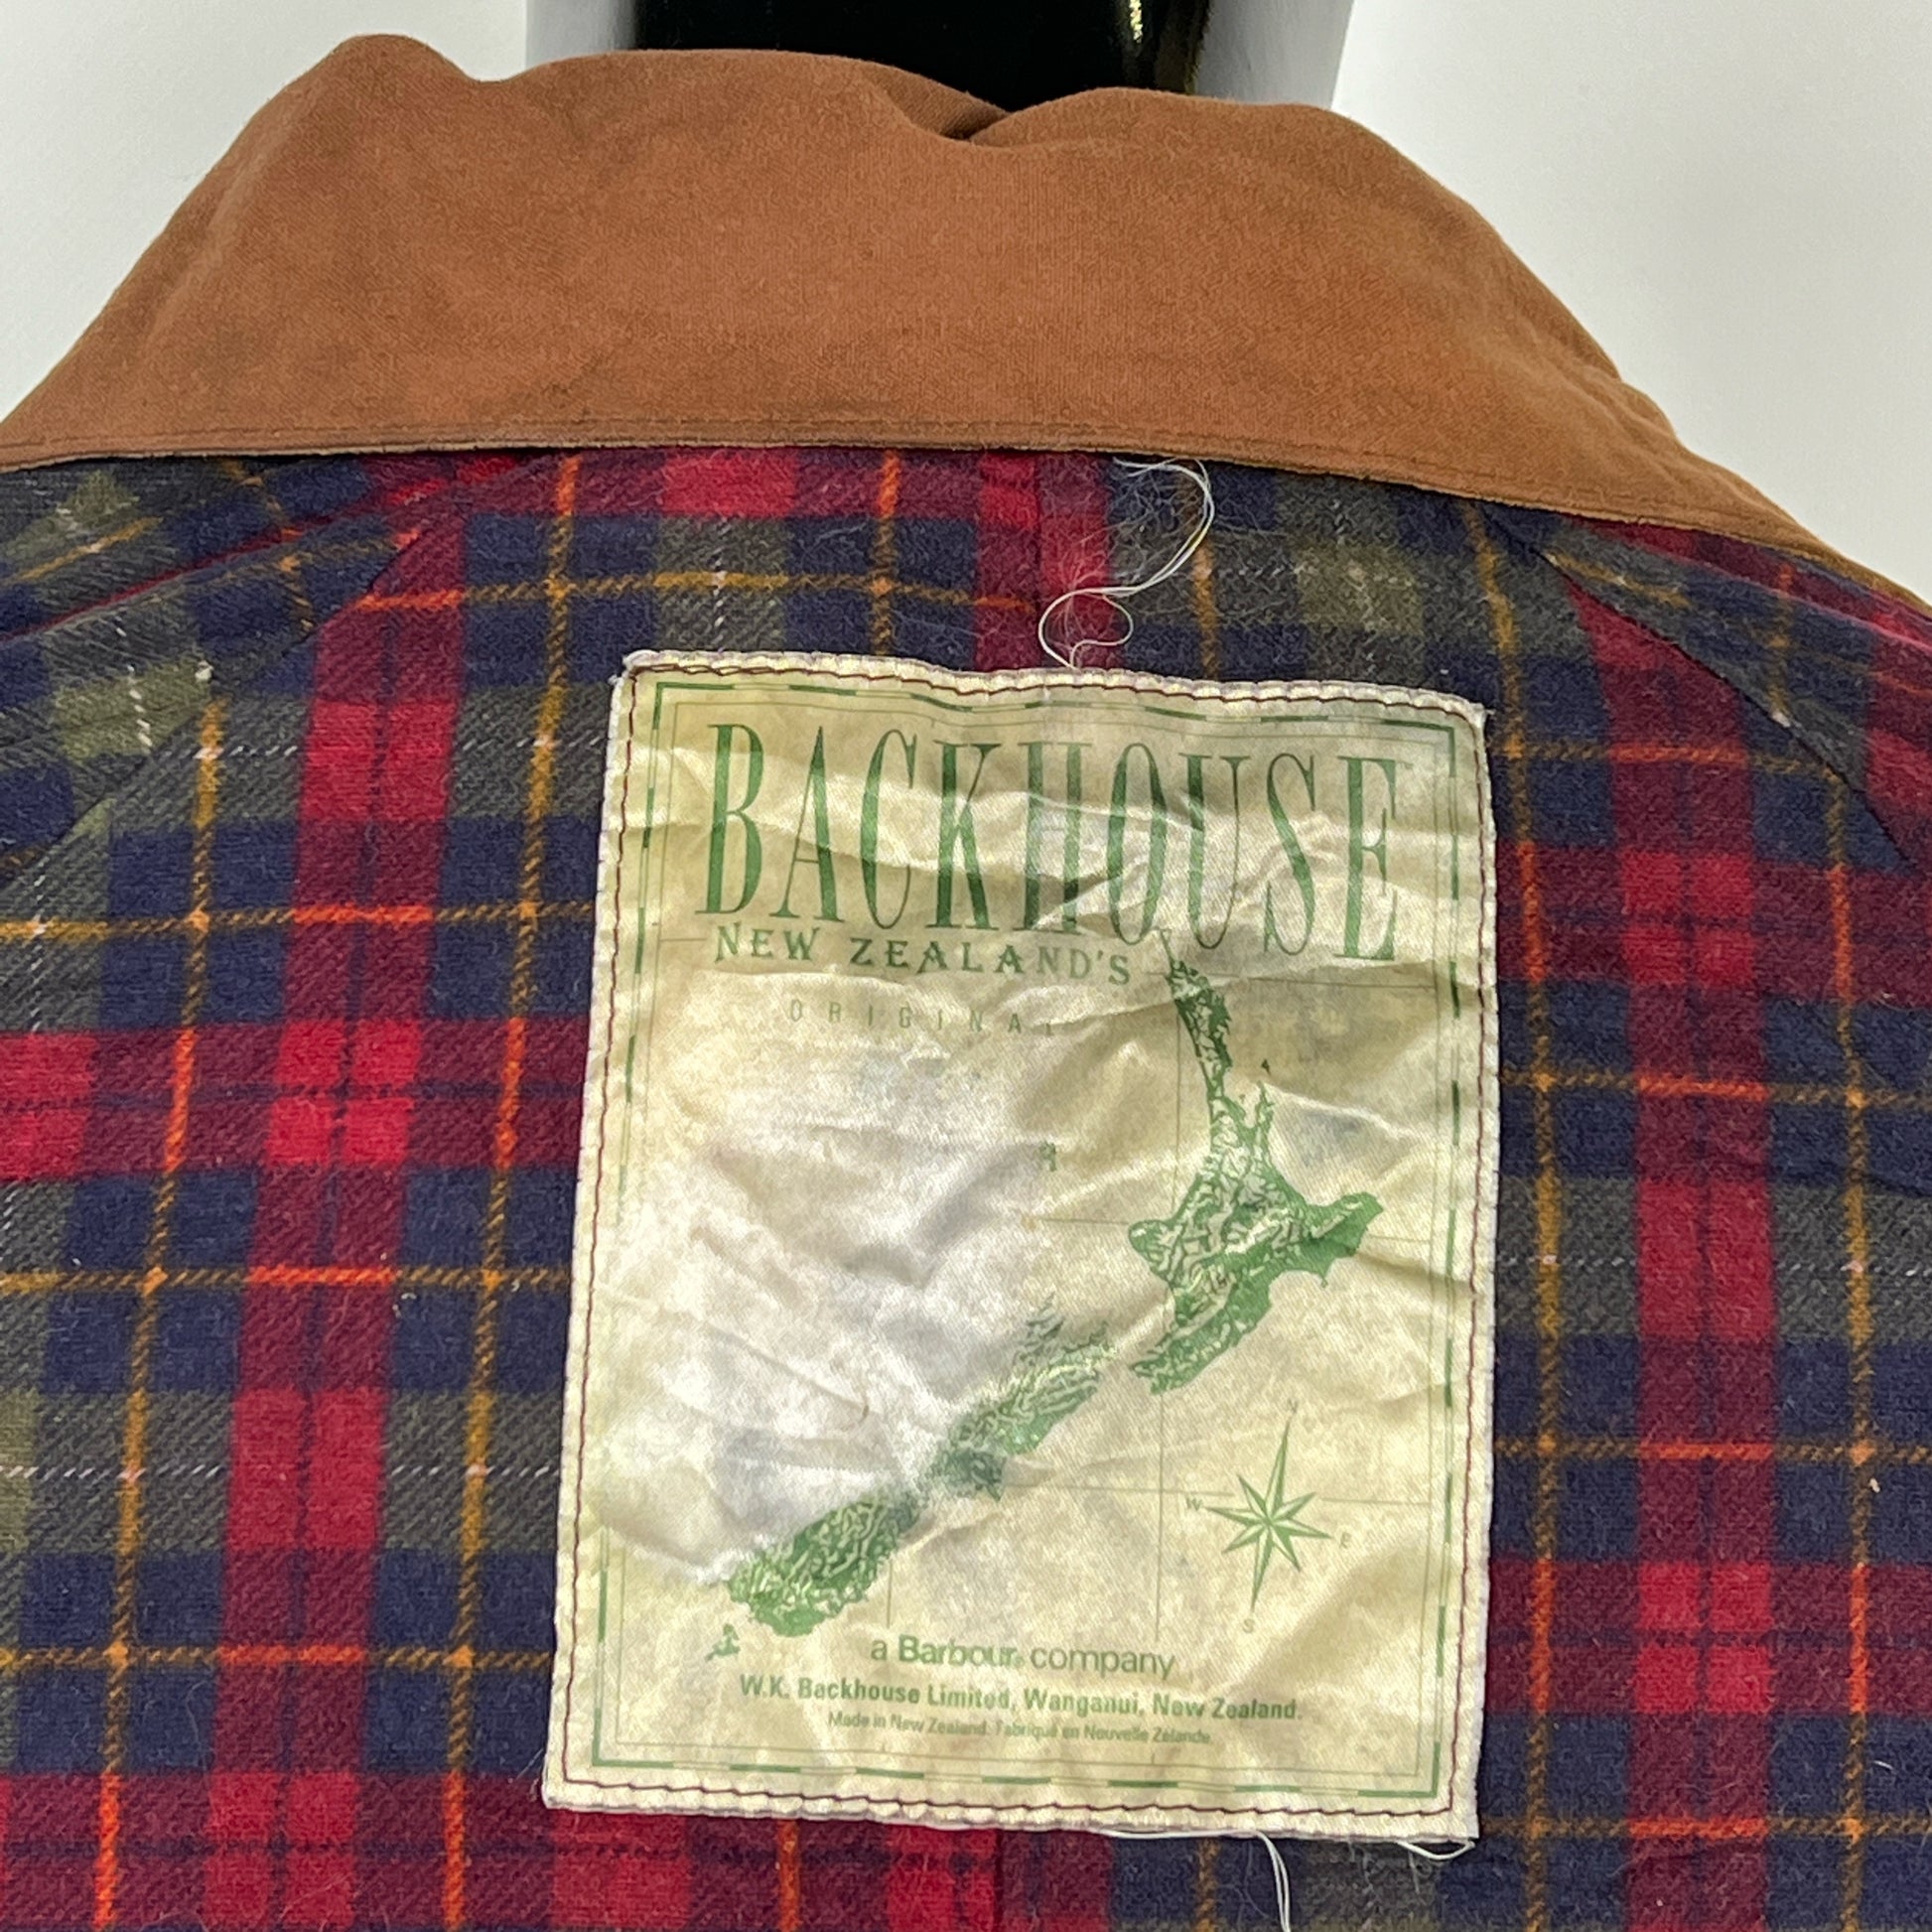 BACKHOUSE
NEW ZEALAND'S
ORIGINAL
N
W
E
S
a Barbour® company
W.K. Backhouse Limited, Wanganui, New Zealand.
Made in New Zealand. Fabriqué en Nouvelle Zélande.